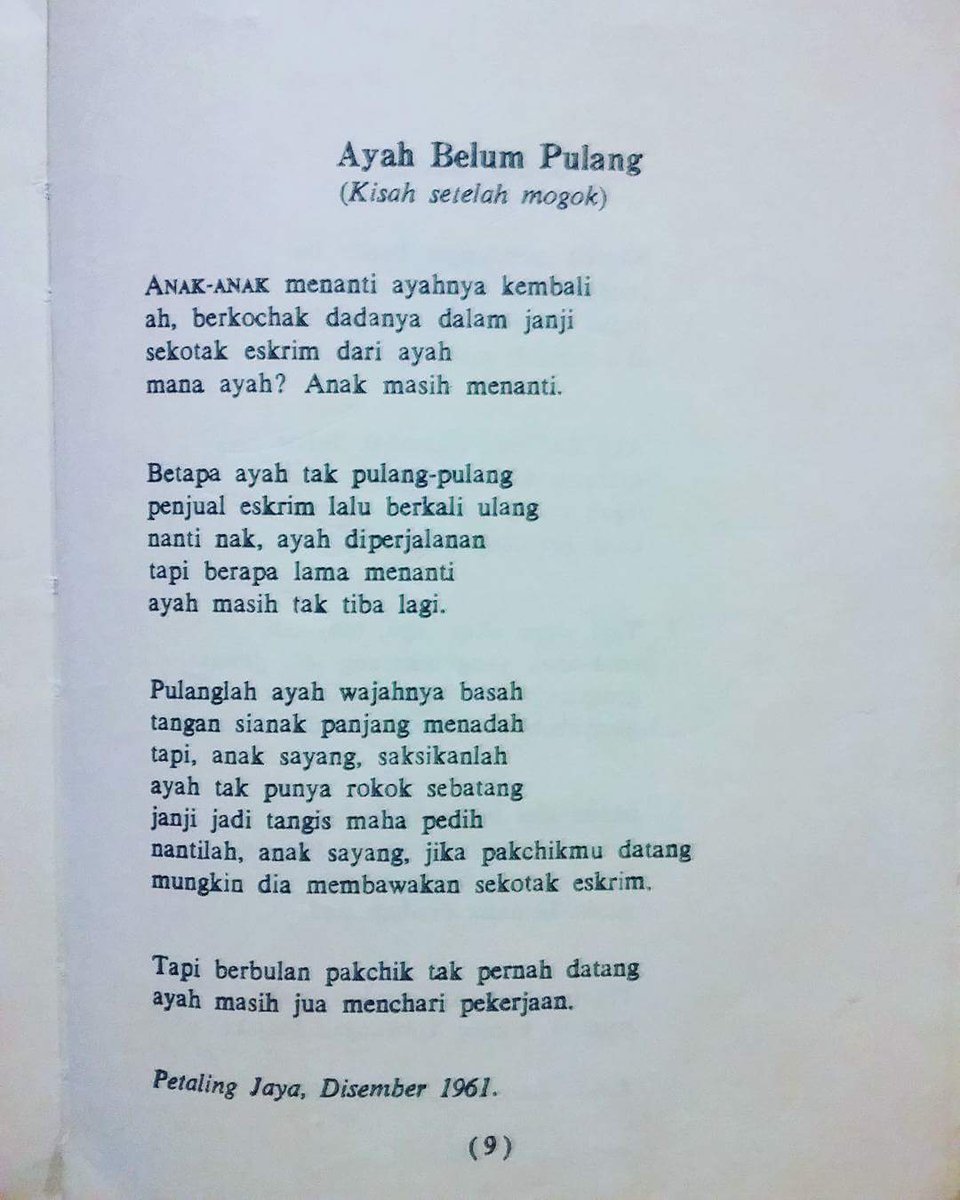 Ayah Belum Pulang
(Kisah setelah mogok)
ANAK-ANAK menanti ayahnya kembali
ah, berkochak dadanya dalam janji
sekotak eskrim dari ayah
mana ayah? Anak masih menanti.
Betapa ayah tak pulang-pulang
penjual eskrim lalu berkali ulang
nanti nak, ayah diperjalanan
tapi berapa lama menanti
ayah masih tak tiba lagi.
Pulanglah ayah wajahnya basah
tangan sianak panjang menadah
tapi, anak sayang, saksikanlah
ayah tak punya rokok sebatang
janji jadi tangis maha pedih
nantilah, anak sayang, jika pakchikmu datang
mungkin dia membawakan sekotak eskrim.
Tapi berbulan pakchik tak pernah datang
ayah masih jua menchari pekerjaan.
Petaling Jaya, Disember 1961.
(9)